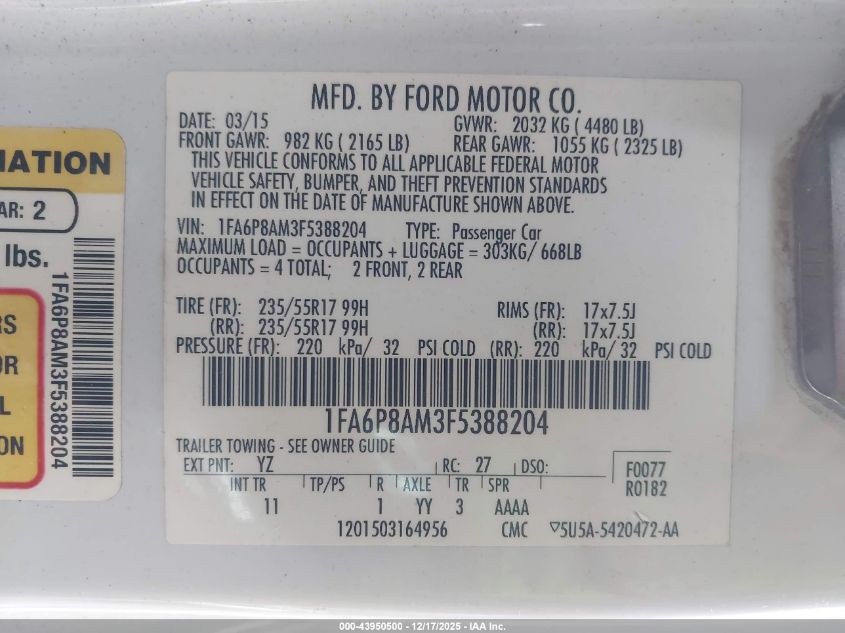 MATION
AR: 2
lbs.
RS
OR
L
ON
1FA6P8AM3F5388204
MFD. BY FORD MOTOR CO.
DATE: 03/15 GVWR: 2032 KG ( 4480 LB)
FRONT GAWR: 982 KG ( 2165 LB) REAR GAWR: 1055 KG ( 2325 LB)
THIS VEHICLE CONFORMS TO ALL APPLICABLE FEDERAL MOTOR
VEHICLE SAFETY, BUMPER, AND THEFT PREVENTION STANDARDS
IN EFFECT ON THE DATE OF MANUFACTURE SHOWN ABOVE.
VIN: 1FA6P8AM3F5388204 TYPE: Passenger Car
MAXIMUM LOAD = OCCUPANTS + LUGGAGE = 303KG/ 668LB
OCCUPANTS = 4 TOTAL; 2 FRONT, 2 REAR
TIRE (FR): 235/55R17 99H RIMS (FR): 17x7.5J
(RR): 235/55R17 99H (RR): 17x7.5J
PRESSURE (FR): 220 kPa/ 32 PSI COLD (RR): 220 kPa/ 32 PSI COLD
1FA6P8AM3F5388204
TRAILER TOWING - SEE OWNER GUIDE
EXT PNT: YZ RC: 27 DSO: F0077
INT TR TP/PS R AXLE TR SPR R0182
11 1 YY 3 AAAA
1201503164956 CMC ▽5U5A-5420472-AA
000-43950500 - 12/17/2025 - IAA Inc.